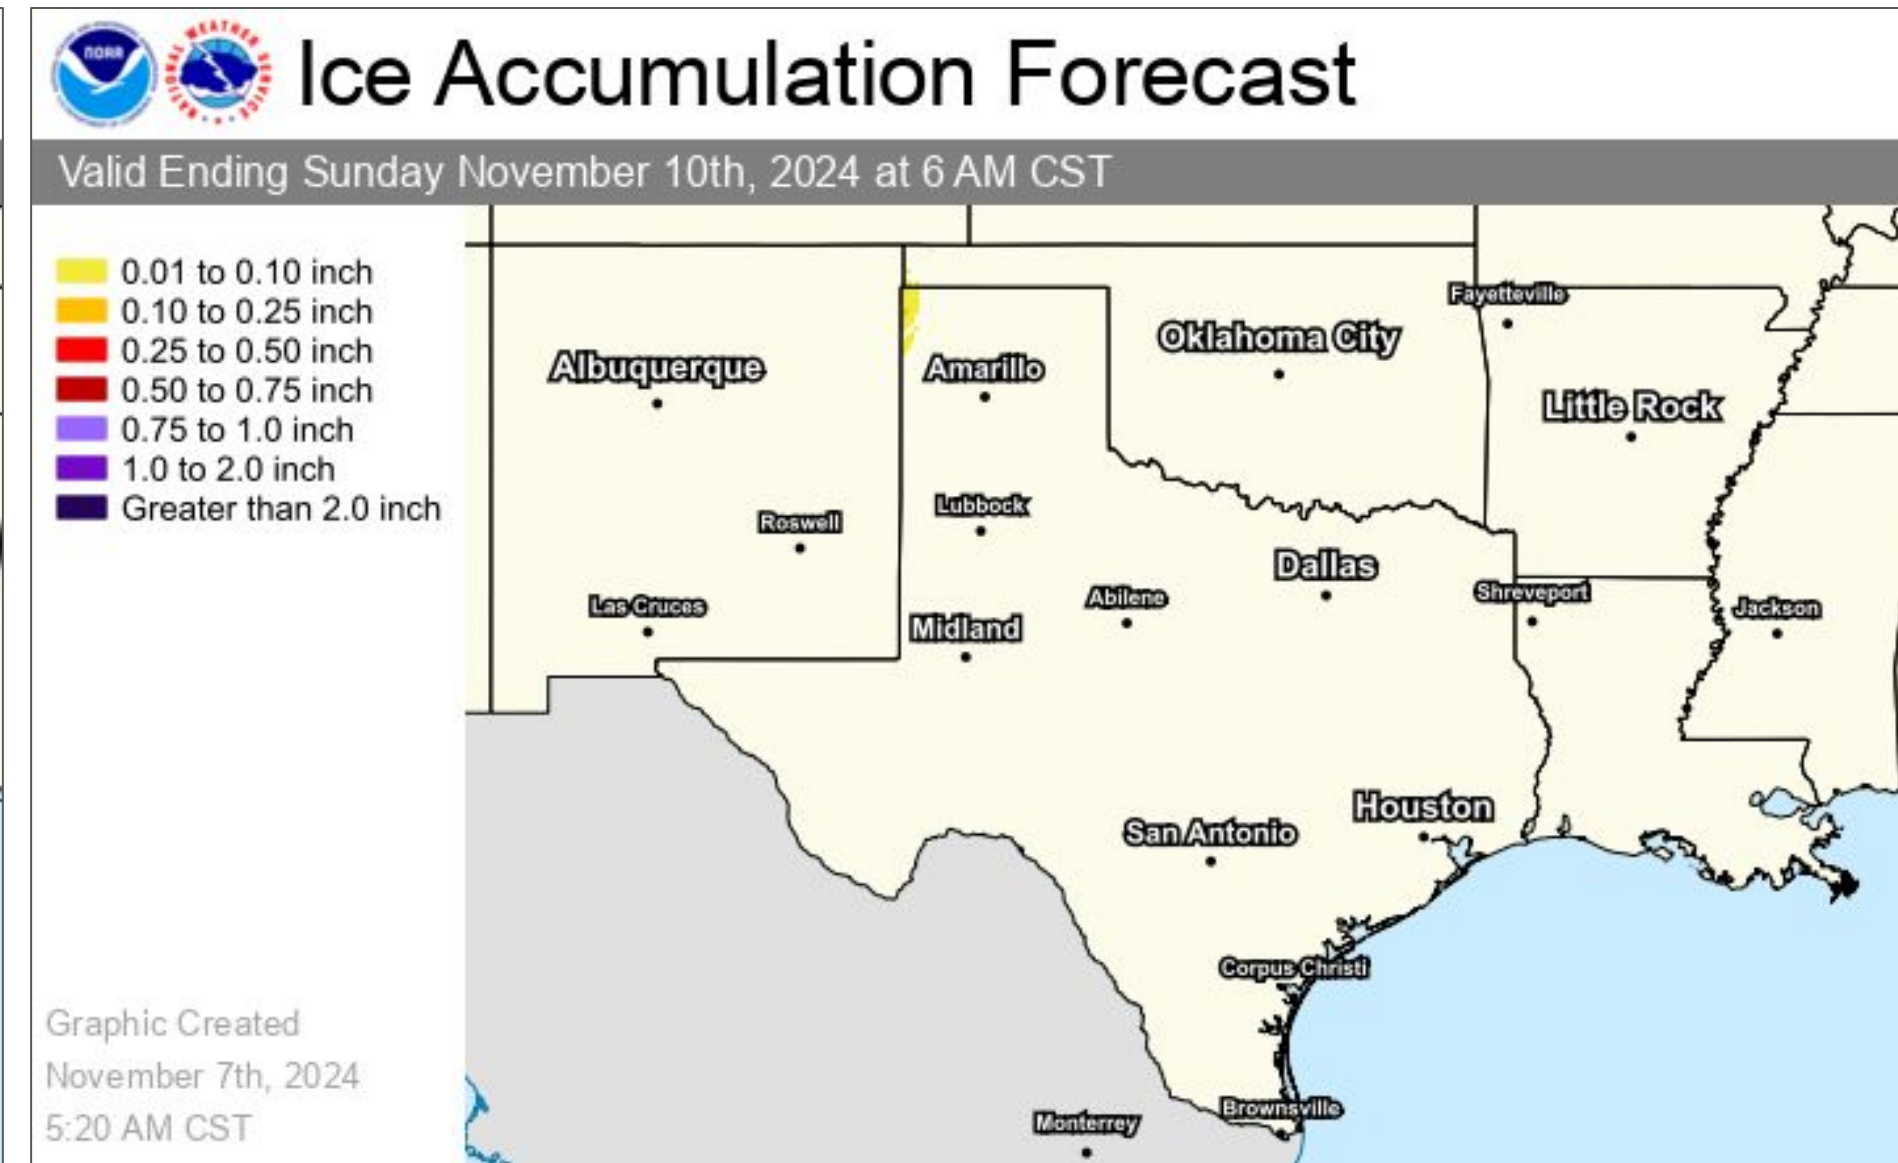 noaa
NATIONAL WEATHER SERVICE
Ice Accumulation Forecast
Valid Ending Sunday November 10th, 2024 at 6 AM CST
0.01 to 0.10 inch
0.10 to 0.25 inch
0.25 to 0.50 inch
0.50 to 0.75 inch
0.75 to 1.0 inch
1.0 to 2.0 inch
Greater than 2.0 inch
Fayetteville
Oklahoma City
Albuquerque
Amarillo
Little Rock
Lubbock
Roswell
Dallas
Shreveport
Abilene
Las Cruces
Jackson
Midland
Houston
San Antonio
Corpus Christi
Brownsville
Monterrey
Graphic Created
November 7th, 2024
5:20 AM CST